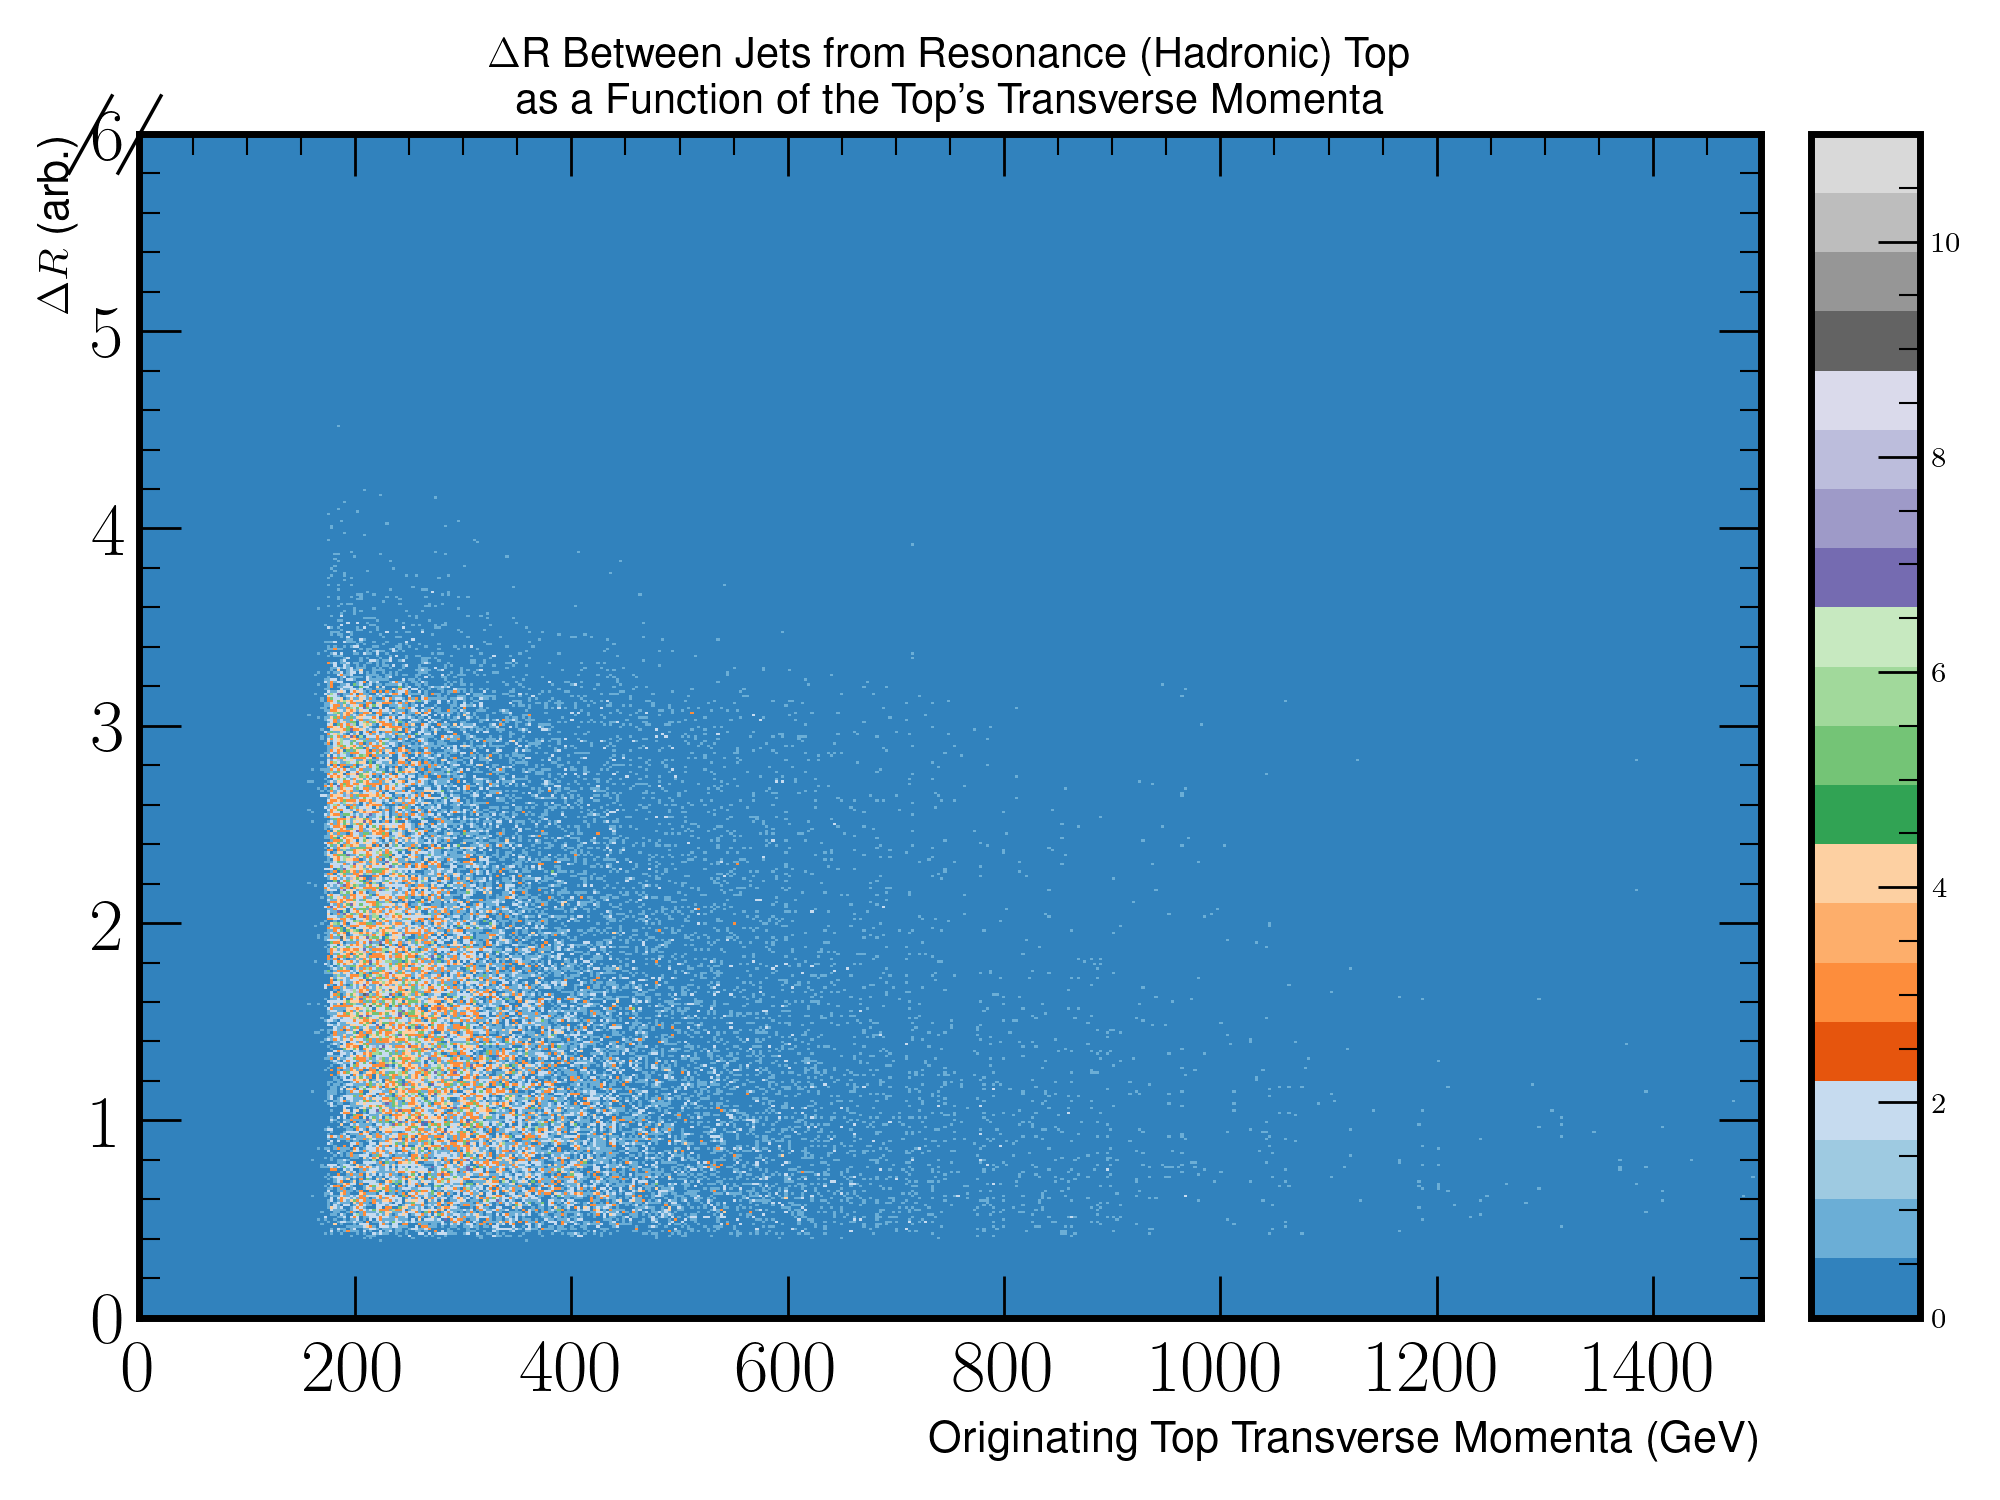 ΔR Between Jets from Resonance (Hadronic) Top
as a Function of the Top's Transverse Momenta
ΔR (arb.)
6
5
4
3
2
1
0
0 200 400 600 800 1000 1200 1400
Originating Top Transverse Momenta (GeV)
10
8
6
4
2
0